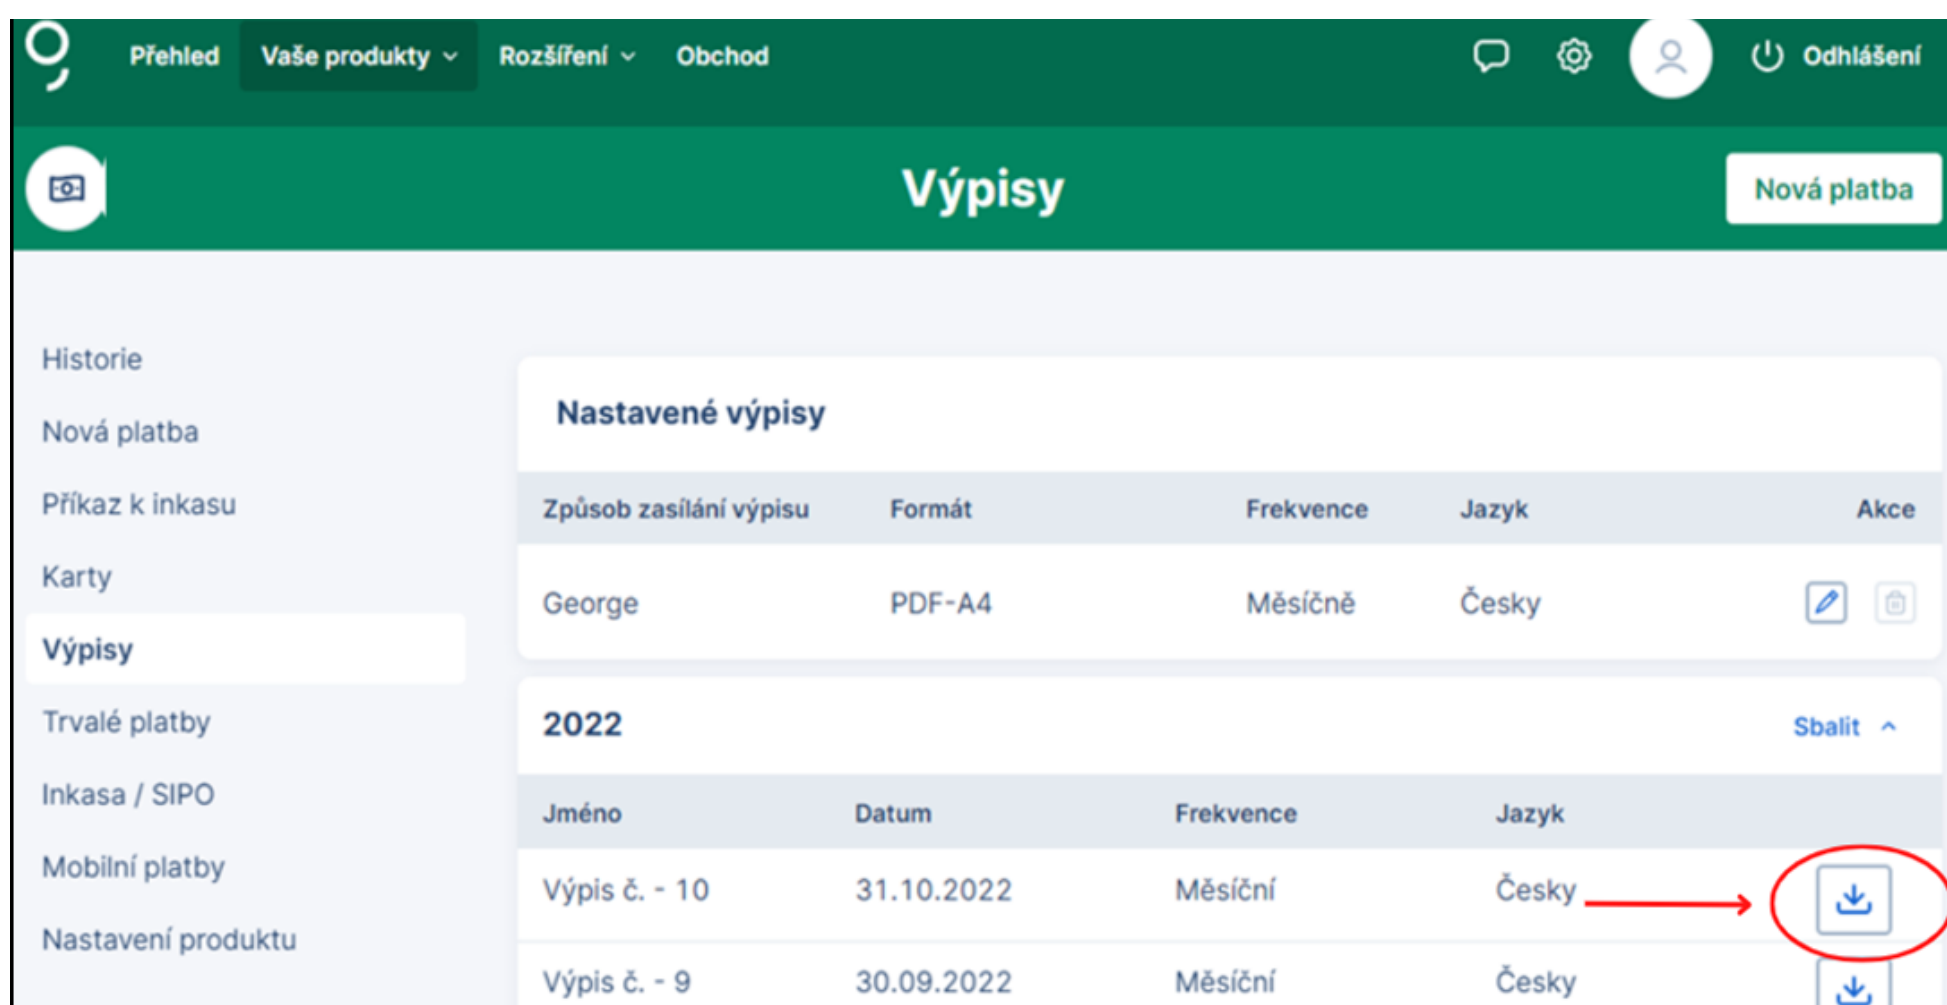 Přehled Vaše produkty Rozšíření Obchod Odhlášení
Výpisy Nová platba
Historie
Nová platba
Příkaz k inkasu
Karty
Výpisy
Trvalé platby
Inkasa / SIPO
Mobilní platby
Nastavení produktu
Nastavené výpisy
Způsob zasílání výpisu Formát Frekvence Jazyk Akce
George PDF-A4 Měsíčně Česky
2022 Sbalit
Jméno Datum Frekvence Jazyk
Výpis č. - 10 31.10.2022 Měsíční Česky
Výpis č. - 9 30.09.2022 Měsíční Česky